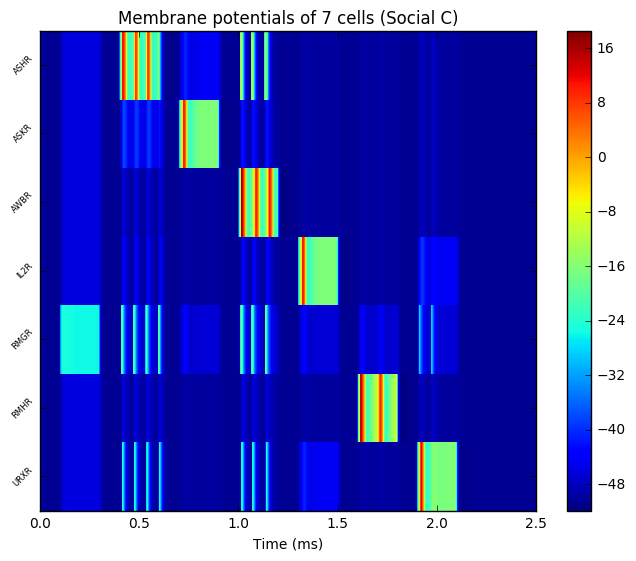 Membrane potentials of 7 cells (Social C)
ASHR
ASKR
AWBR
IL2R
RMGR
RMHR
URXR
0.0 0.5 1.0 1.5 2.0 2.5
Time (ms)
16
8
0
−8
−16
−24
−32
−40
−48